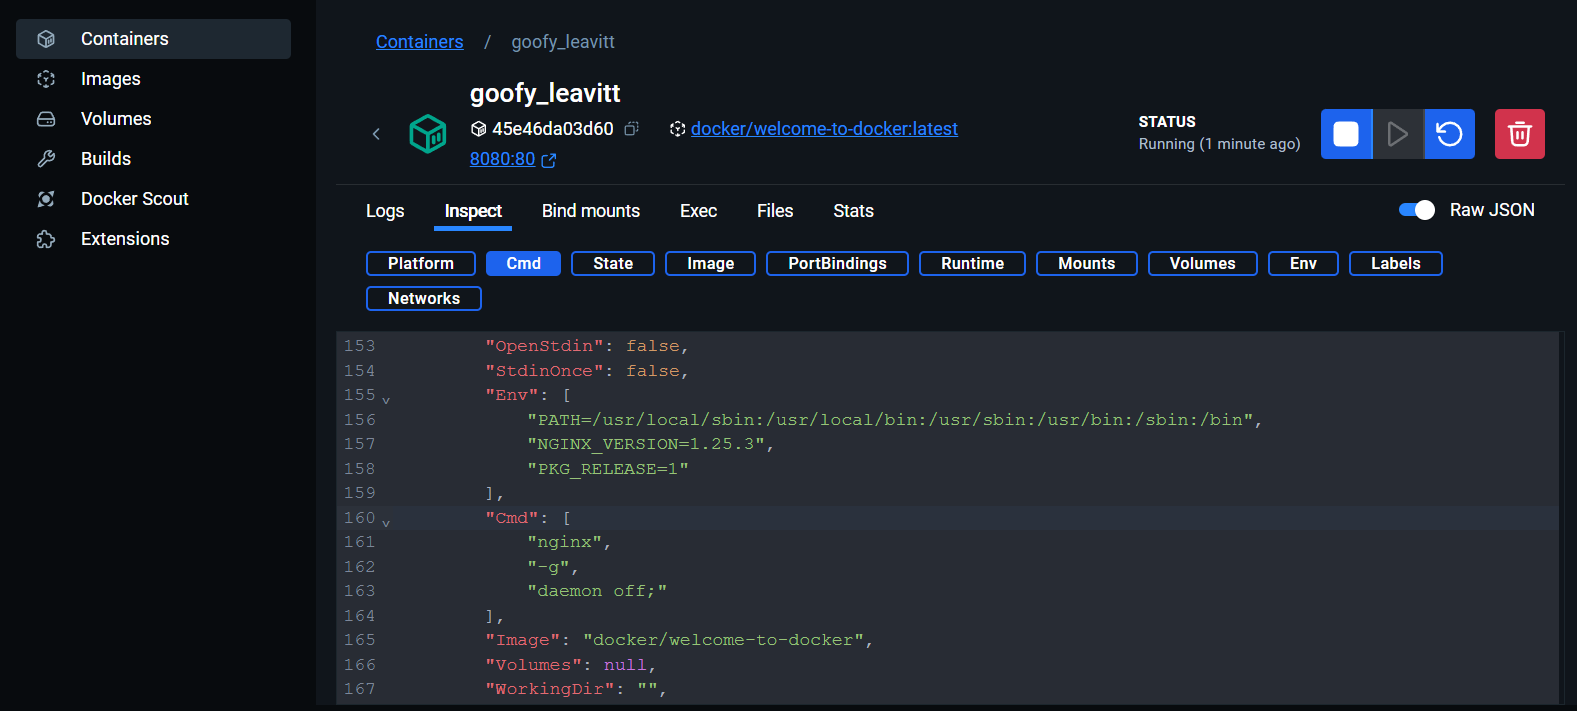 Containers
Images
Volumes
Builds
Docker Scout
Extensions
Containers / goofy_leavitt
goofy_leavitt
45e46da03d60 docker/welcome-to-docker:latest
8080:80
STATUS
Running (1 minute ago)
Logs Inspect Bind mounts Exec Files Stats Raw JSON
Platform Cmd State Image PortBindings Runtime Mounts Volumes Env Labels
Networks
153 "OpenStdin": false,
154 "StdinOnce": false,
155 "Env": [
156 "PATH=/usr/local/sbin:/usr/local/bin:/usr/sbin:/usr/bin:/sbin:/bin",
157 "NGINX_VERSION=1.25.3",
158 "PKG_RELEASE=1"
159 ],
160 "Cmd": [
161 "nginx",
162 "-g",
163 "daemon off;"
164 ],
165 "Image": "docker/welcome-to-docker",
166 "Volumes": null,
167 "WorkingDir": "",